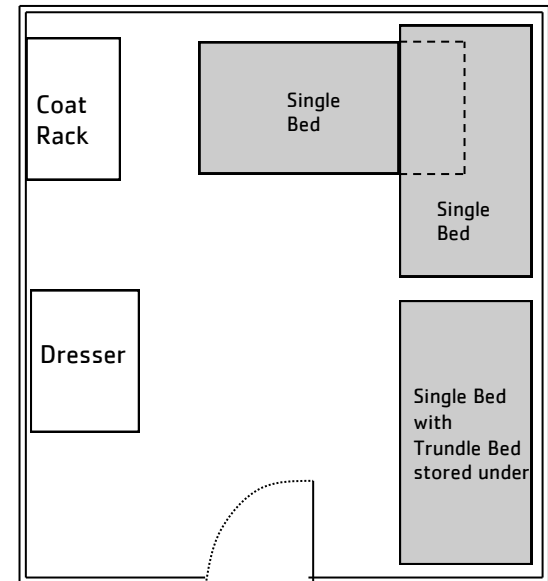 Coat
Rack
Single
Bed
Single
Bed
Dresser
Single Bed
with
Trundle Bed
stored under